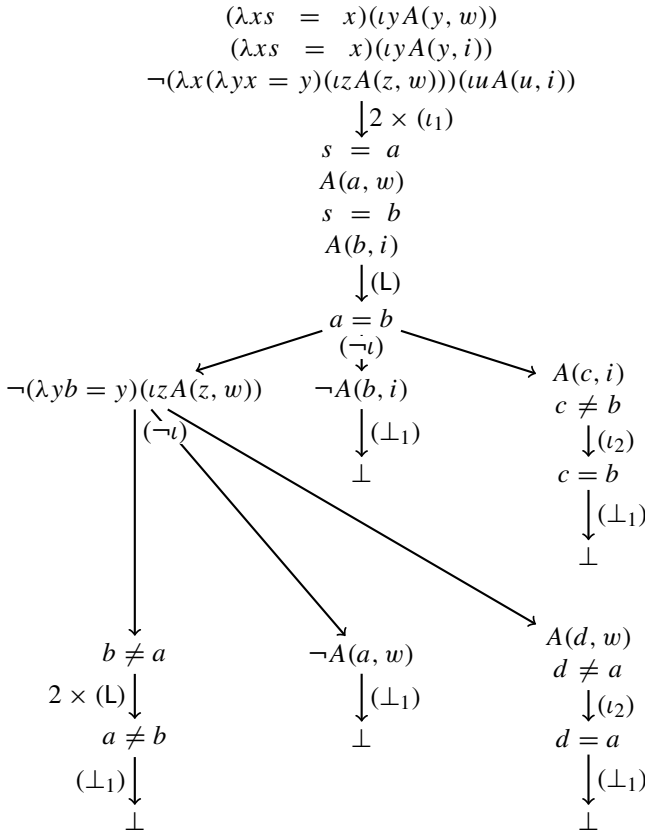 (λxs = x)(ιyA(y, w))
(λxs = x)(ιyA(y, i))
¬(λx(λyx = y)(ιzA(z, w)))(ιuA(u, i))
2 × (ι₁)
s = a
A(a, w)
s = b
A(b, i)
(L)
a = b
(¬ι)
¬(λyb = y)(ιzA(z, w))
¬A(b, i)
A(c, i)
c ≠ b
(¬ι)
(⊥₁)
(ι₂)
⊥
c = b
(⊥₁)
⊥
b ≠ a
¬A(a, w)
A(d, w)
d ≠ a
2 × (L)
(⊥₁)
(ι₂)
a ≠ b
⊥
d = a
(⊥₁)
(⊥₁)
⊥
⊥